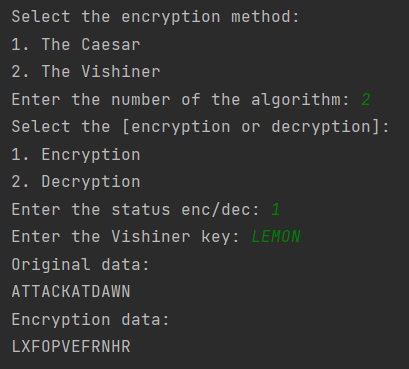 Select the encryption method:
1. The Caesar
2. The Vishiner
Enter the number of the algorithm: 2
Select the [encryption or decryption]:
1. Encryption
2. Decryption
Enter the status enc/dec: 1
Enter the Vishiner key: LEMON
Original data:
ATTACKATDAWN
Encryption data:
LXFOPVEFRNHR